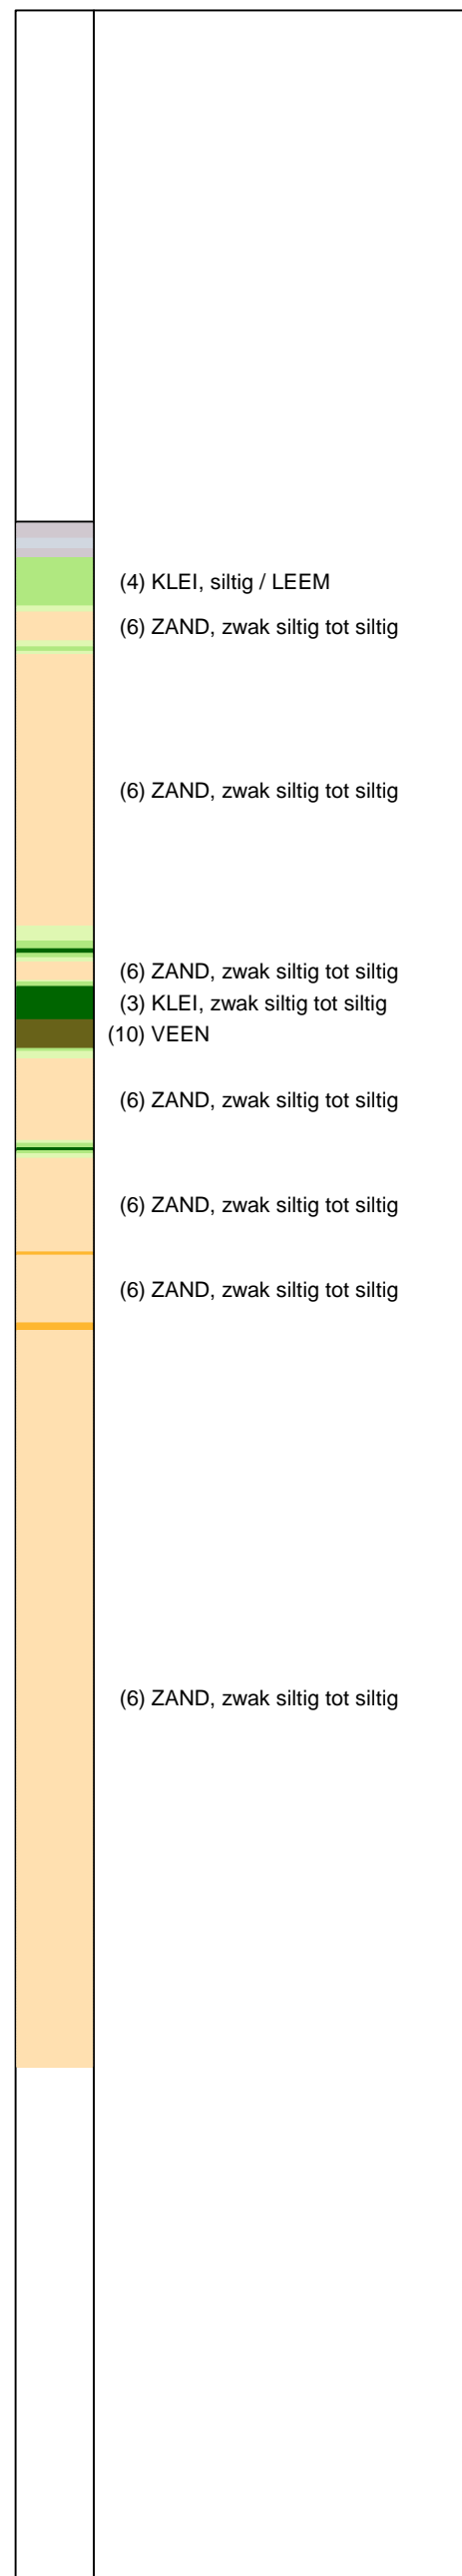 (4) KLEI, siltig / LEEM
(6) ZAND, zwak siltig tot siltig
(6) ZAND, zwak siltig tot siltig
(6) ZAND, zwak siltig tot siltig
(3) KLEI, zwak siltig tot siltig
(10) VEEN
(6) ZAND, zwak siltig tot siltig
(6) ZAND, zwak siltig tot siltig
(6) ZAND, zwak siltig tot siltig
(6) ZAND, zwak siltig tot siltig